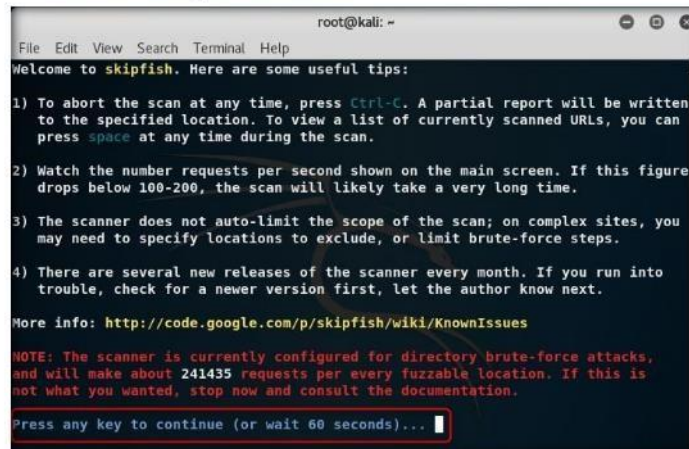 root@kali: ~
File Edit View Search Terminal Help
Welcome to skipfish. Here are some useful tips:
1) To abort the scan at any time, press Ctrl-C. A partial report will be written
to the specified location. To view a list of currently scanned URLs, you can
press space at any time during the scan.
2) Watch the number requests per second shown on the main screen. If this figure
drops below 100-200, the scan will likely take a very long time.
3) The scanner does not auto-limit the scope of the scan; on complex sites, you
may need to specify locations to exclude, or limit brute-force steps.
4) There are several new releases of the scanner every month. If you run into
trouble, check for a newer version first, let the author know next.
More info: http://code.google.com/p/skipfish/wiki/KnownIssues
NOTE: The scanner is currently configured for directory brute-force attacks,
and will make about 241435 requests per every fuzzable location. If this is
not what you wanted, stop now and consult the documentation.
Press any key to continue (or wait 60 seconds)...